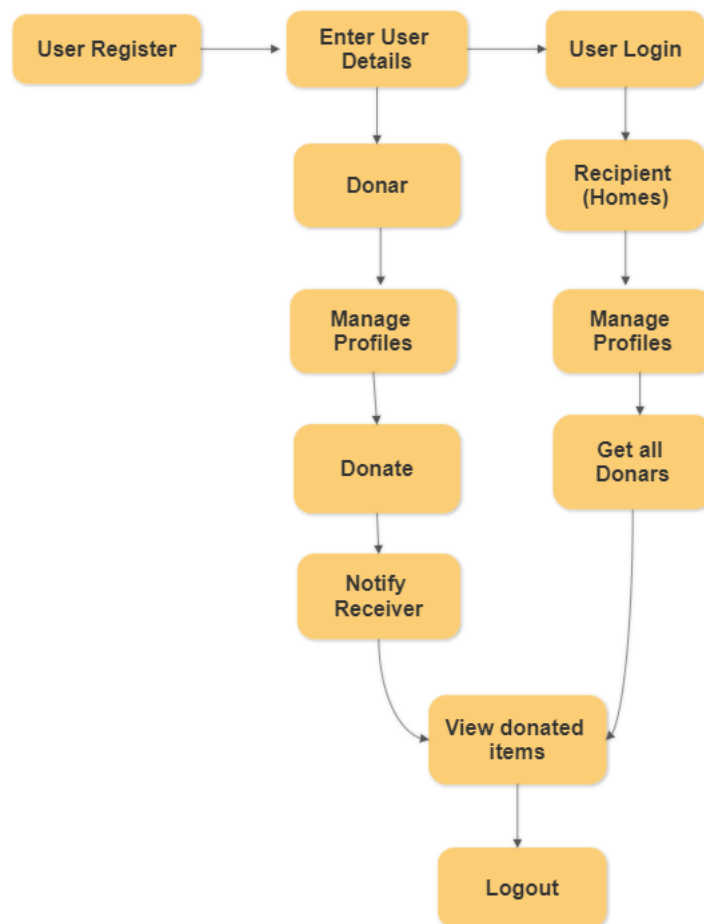 User Register
Enter User
Details
User Login
Donar
Recipient
(Homes)
Manage
Profiles
Manage
Profiles
Donate
Get all
Donars
Notify
Receiver
View donated
items
Logout